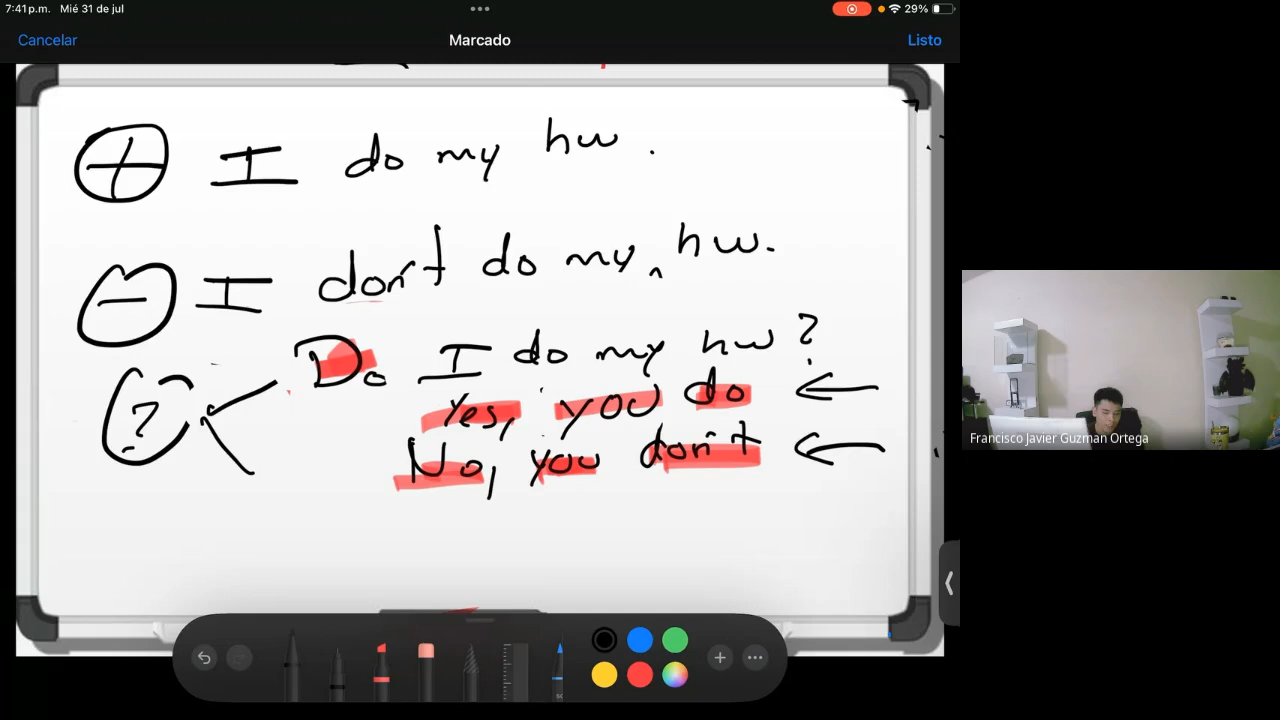 7:41 p.m. Mié 31 de jul
29%
Cancelar
Marcado
Listo
+ I do my hw.
- I don't do my ^ hw.
? Do I do my hw?
Yes, you do ←
No, you don't ←
Francisco Javier Guzman Ortega